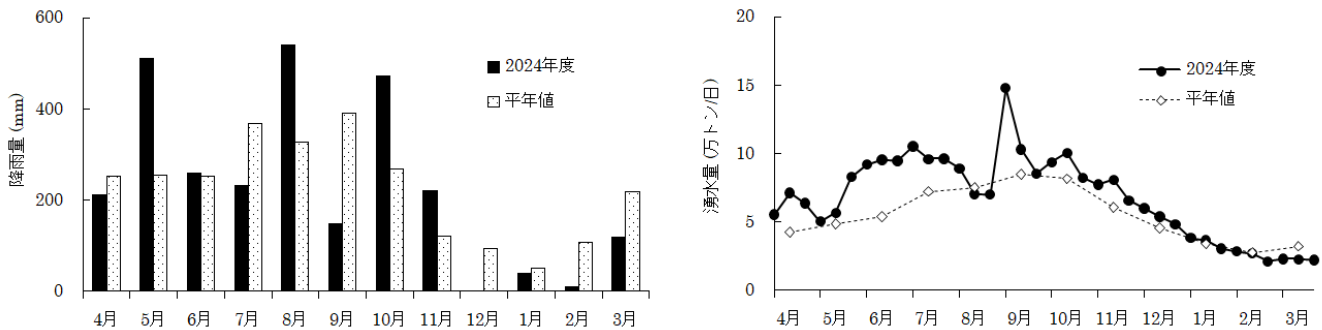 600
400
200
0
降雨量 (mm)
2024年度
平年値
4月 5月 6月 7月 8月 9月 10月 11月 12月 1月 2月 3月
20
15
10
5
0
湧水量 (万トン/日)
2024年度
平年値
4月 5月 6月 7月 8月 9月 10月 11月 12月 1月 2月 3月